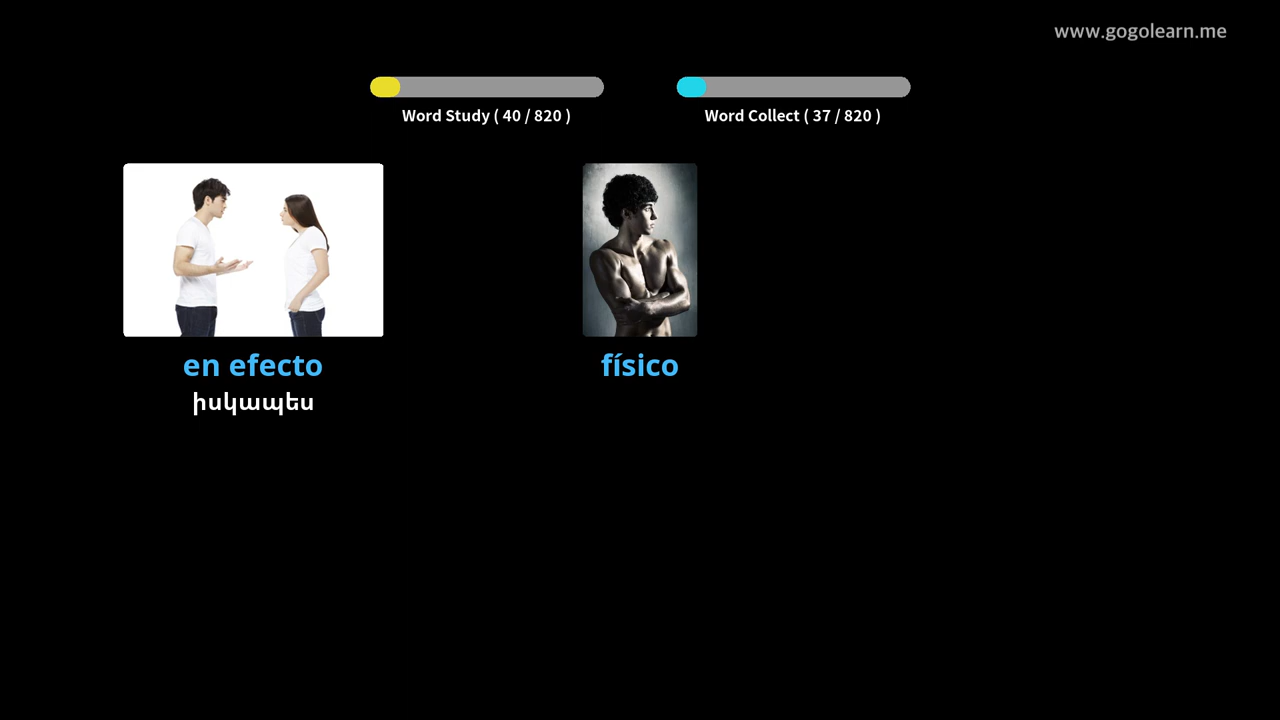 www.gogolearn.me
Word Study ( 40 / 820 )
Word Collect ( 37 / 820 )
en efecto
իսկապես
físico